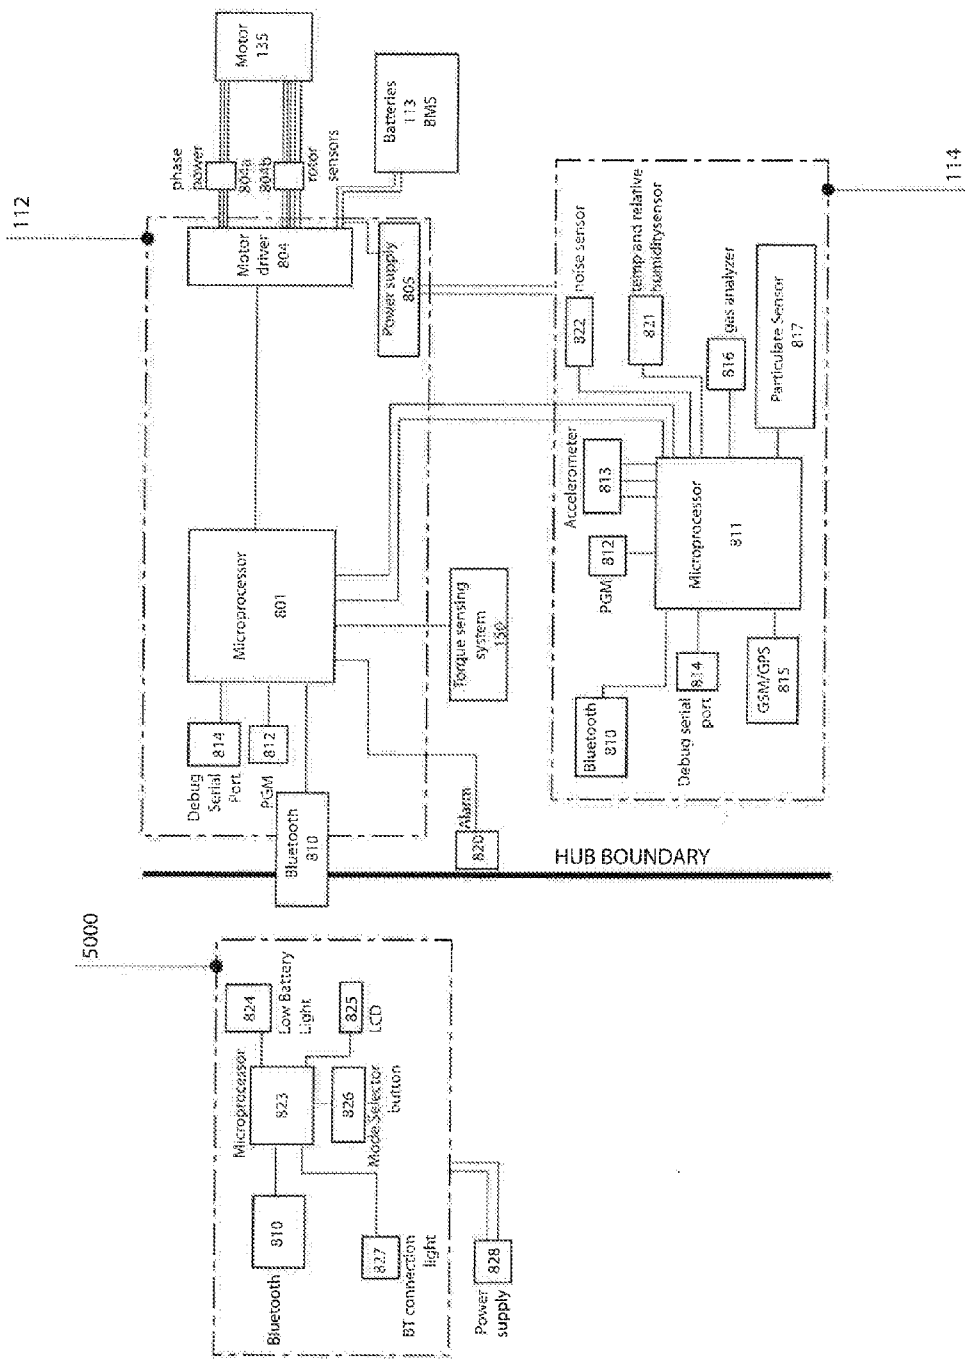 112
Motor
135
phase
power
804a
804b
rotor
sensors
Batteries
113
BMS
Motor
driver
804
Power supply
805
Microprocessor
801
Debug
Serial
Port
814
PGM
812
Bluetooth
810
Torque sensing
system
150
Alarm
820
HUB BOUNDARY
114
noise sensor
822
temp and relative
humiditysensor
821
gas analyzer
816
Particulate Sensor
817
Accelerometer
813
PGM
812
Microprocessor
811
Bluetooth
810
Debug serial
port
814
GSM/GPS
815
5000
824
Low Battery
Light
825
LCD
Microprocessor
823
826
Mode Selector
button
810
Bluetooth
827
BT connection
light
Power
supply
828